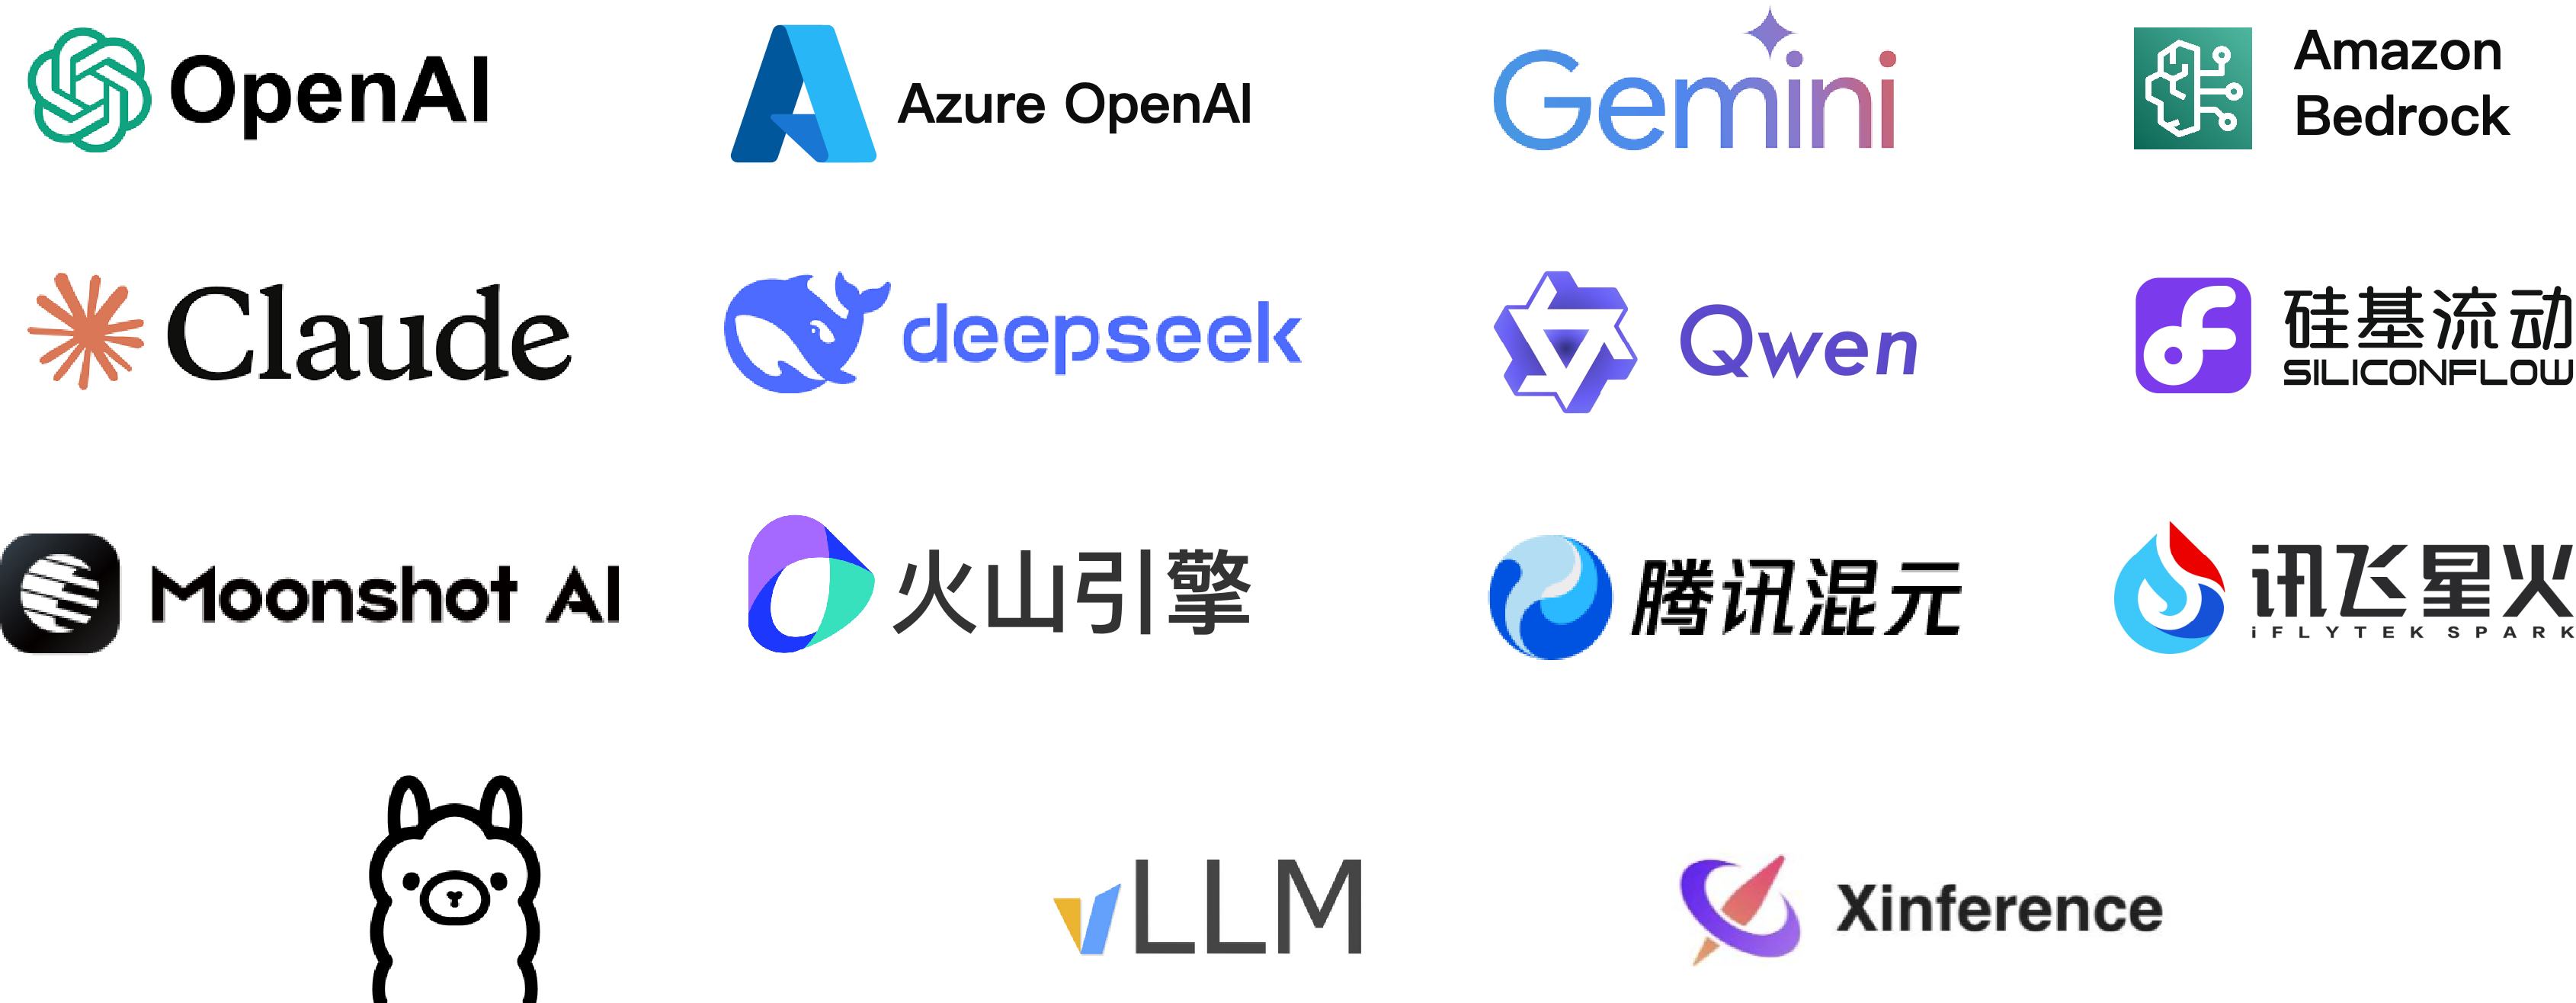 OpenAI
Azure OpenAI
Gemini
Amazon
Bedrock
Claude
deepseek
Qwen
硅基流动
SILICONFLOW
Moonshot AI
火山引擎
腾讯混元
讯飞星火
iFLYTEK SPARK
vLLM
Xinference